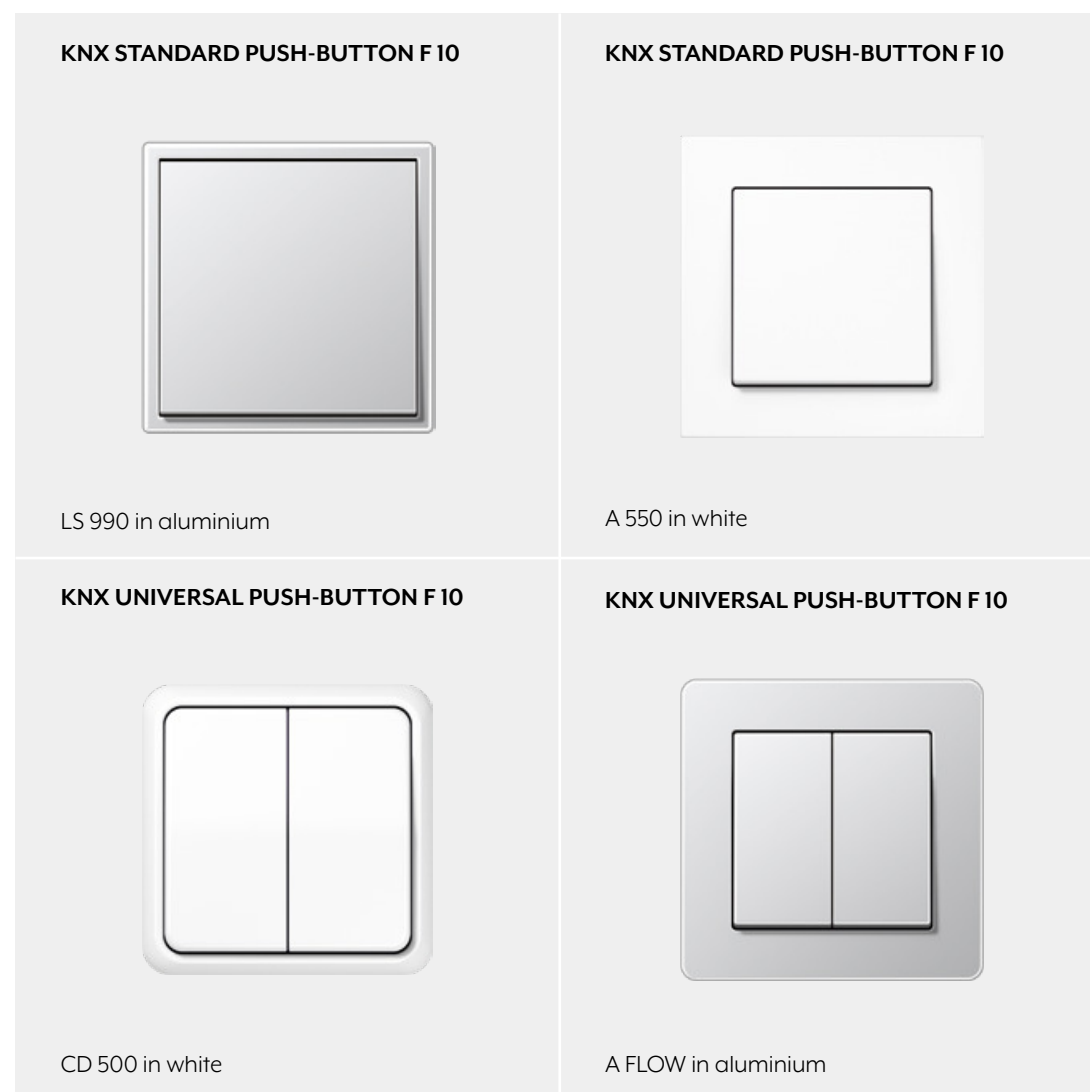 KNX STANDARD PUSH-BUTTON F 10
LS 990 in aluminium
KNX STANDARD PUSH-BUTTON F 10
A 550 in white
KNX UNIVERSAL PUSH-BUTTON F 10
CD 500 in white
KNX UNIVERSAL PUSH-BUTTON F 10
A FLOW in aluminium